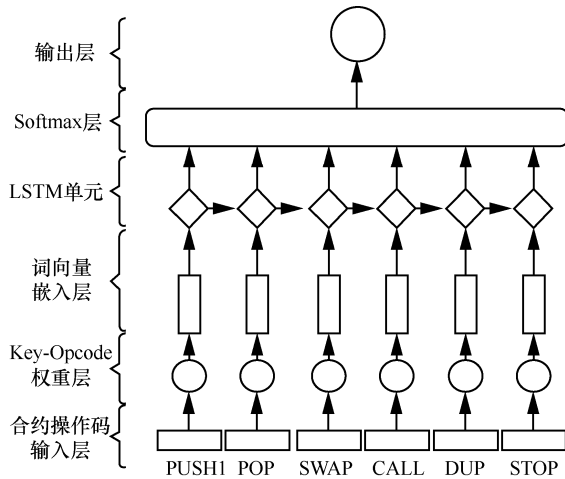 输出层
Softmax层
LSTM单元
词向量
嵌入层
Key-Opcode
权重层
合约操作码
输入层
PUSH1 POP SWAP CALL DUP STOP